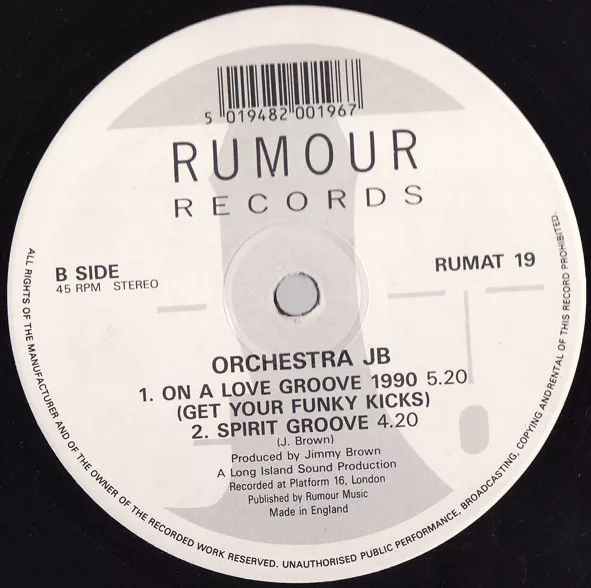 5 019482 001967
RUMOUR
RECORDS
B SIDE
45 RPM STEREO
RUMAT 19
ORCHESTRA JB
1. ON A LOVE GROOVE 1990 5.20
(GET YOUR FUNKY KICKS)
2. SPIRIT GROOVE 4.20
(J. Brown)
Produced by Jimmy Brown
A Long Island Sound Production
Recorded at Platform 16, London
Published by Rumour Music
Made in England
ALL RIGHTS OF THE MANUFACTURER AND OF THE OWNER OF THE RECORDED WORK RESERVED. UNAUTHORISED PUBLIC PERFORMANCE, BROADCASTING, COPYING AND RENTAL OF THIS RECORD PROHIBITED.